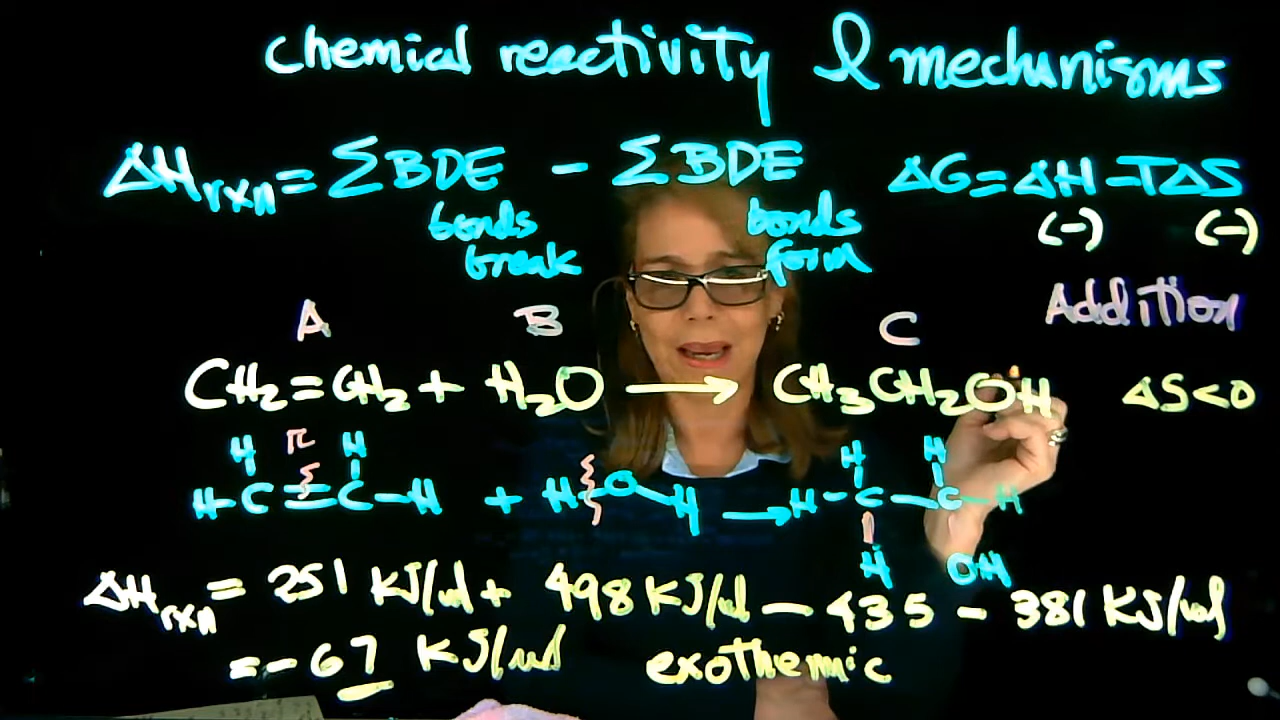 chemical reactivity & mechanisms
ΔHrxn = ΣBDE - ΣBDE ΔG = ΔH - TΔS
bonds break bonds form (-) (-)
Addition
A B C
CH2=CH2 + H2O → CH3CH2OH ΔS<0
H π H H H
H-C=C-H + H-O-H → H-C-C-H
H OH
ΔHrxn = 251 KJ/mol + 498 KJ/mol - 435 - 381 KJ/mol
= -67 KJ/mol exothermic